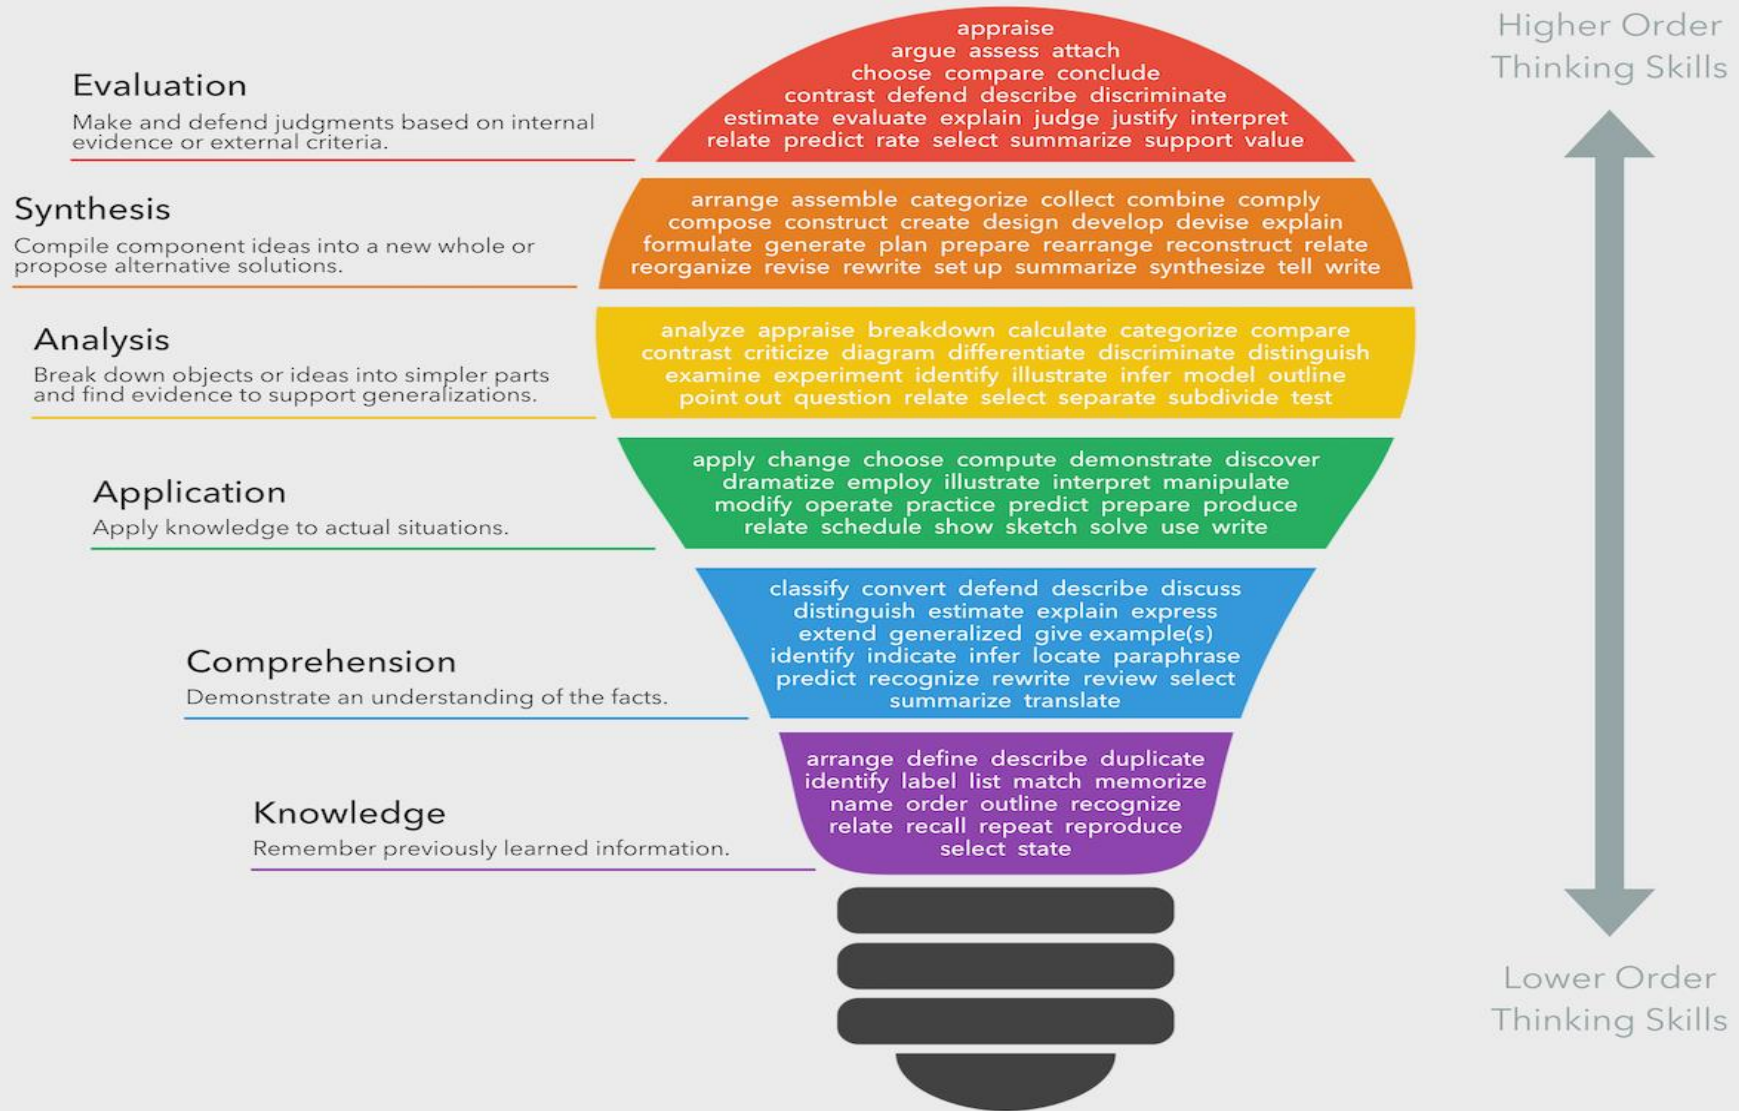 Higher Order
Thinking Skills
Evaluation
Make and defend judgments based on internal
evidence or external criteria.
appraise
argue assess attach
choose compare conclude
contrast defend describe discriminate
estimate evaluate explain judge justify interpret
relate predict rate select summarize support value
Synthesis
Compile component ideas into a new whole or
propose alternative solutions.
arrange assemble categorize collect combine comply
compose construct create design develop devise explain
formulate generate plan prepare rearrange reconstruct relate
reorganize revise rewrite set up summarize synthesize tell write
Analysis
Break down objects or ideas into simpler parts
and find evidence to support generalizations.
analyze appraise breakdown calculate categorize compare
contrast criticize diagram differentiate discriminate distinguish
examine experiment identify illustrate infer model outline
point out question relate select separate subdivide test
Application
Apply knowledge to actual situations.
apply change choose compute demonstrate discover
dramatize employ illustrate interpret manipulate
modify operate practice predict prepare produce
relate schedule show sketch solve use write
Comprehension
Demonstrate an understanding of the facts.
classify convert defend describe discuss
distinguish estimate explain express
extend generalized give example(s)
identify indicate infer locate paraphrase
predict recognize rewrite review select
summarize translate
Knowledge
Remember previously learned information.
arrange define describe duplicate
identify label list match memorize
name order outline recognize
relate recall repeat reproduce
select state
Lower Order
Thinking Skills